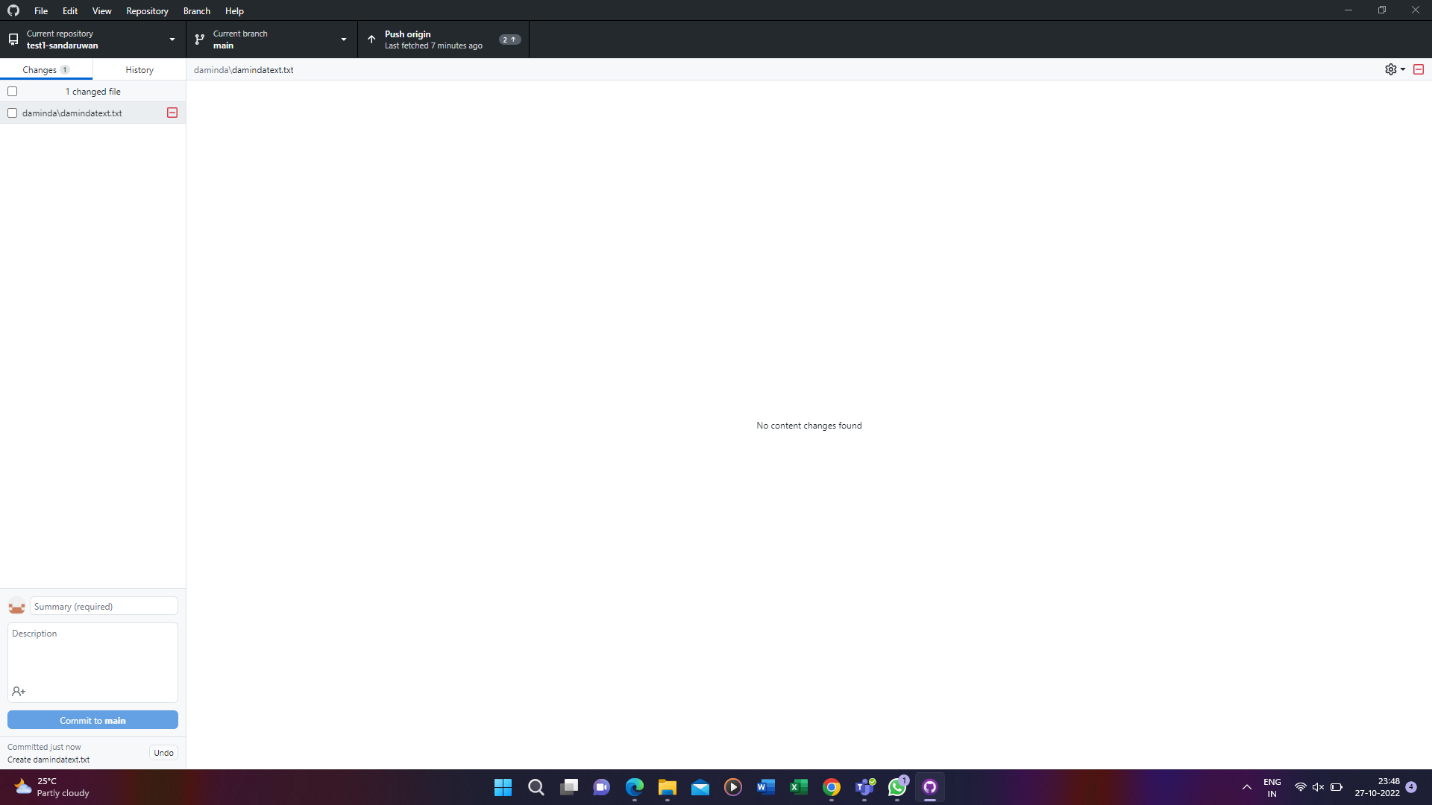 File Edit View Repository Branch Help
Current repository
test1-sandaruwan
Current branch
main
Push origin
Last fetched 7 minutes ago
2
Changes 1
History
daminda\damindatext.txt
1 changed file
daminda\damindatext.txt
No content changes found
Summary (required)
Description
Commit to main
Committed just now
Create damindatext.txt
Undo
25°C
Partly cloudy
1
ENG
IN
23:48
27-10-2022
4